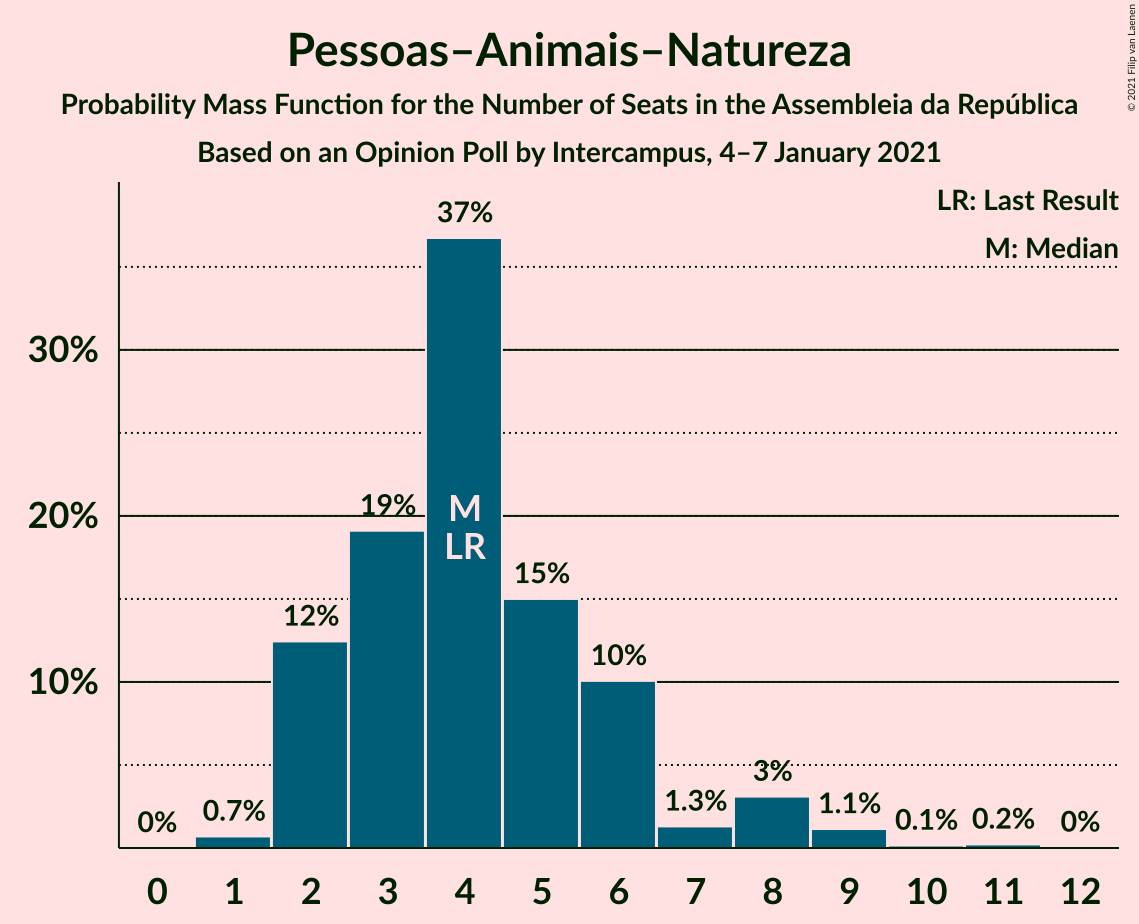 Pessoas–Animais–Natureza
Probability Mass Function for the Number of Seats in the Assembleia da República
Based on an Opinion Poll by Intercampus, 4–7 January 2021
© 2021 Filip van Laenen
LR: Last Result
M: Median
30%
20%
10%
0%
0.7%
12%
19%
37%
M
LR
15%
10%
1.3%
3%
1.1%
0.1%
0.2%
0%
0 1 2 3 4 5 6 7 8 9 10 11 12